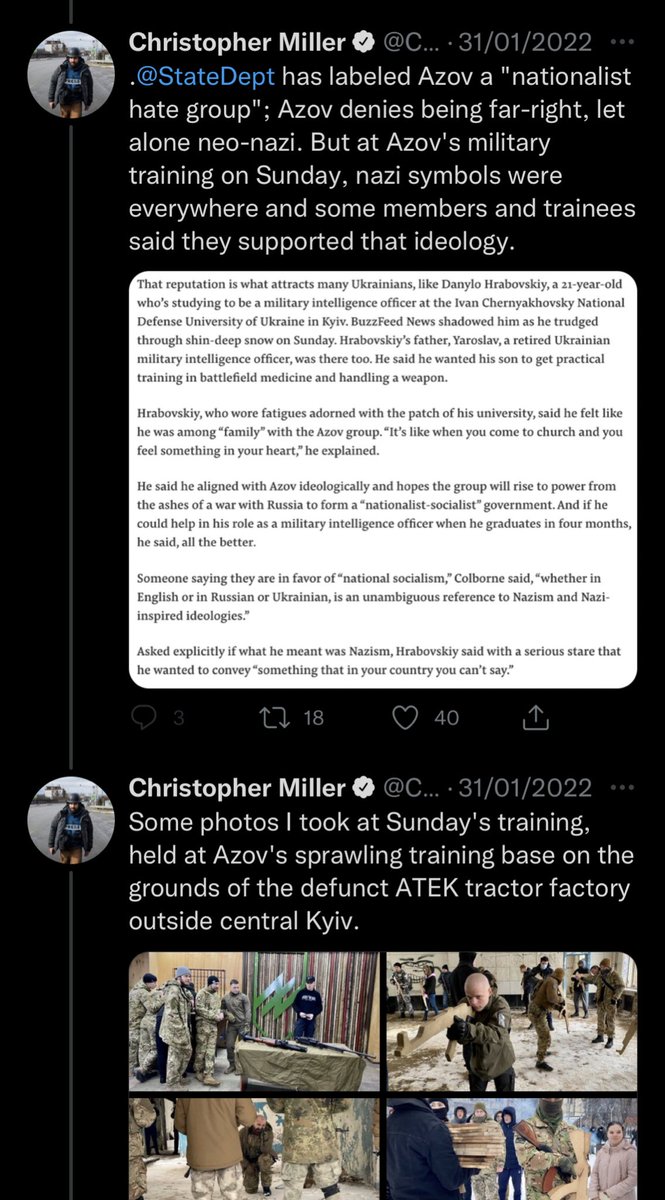 Christopher Miller @C... · 31/01/2022 ...
.@StateDept has labeled Azov a "nationalist
hate group"; Azov denies being far-right, let
alone neo-nazi. But at Azov's military
training on Sunday, nazi symbols were
everywhere and some members and trainees
said they supported that ideology.
That reputation is what attracts many Ukrainians, like Danylo Hrabovskiy, a 21-year-old
who's studying to be a military intelligence officer at the Ivan Chernyakhovsky National
Defense University of Ukraine in Kyiv. BuzzFeed News shadowed him as he trudged
through shin-deep snow on Sunday. Hrabovskiy's father, Yaroslav, a retired Ukrainian
military intelligence officer, was there too. He said he wanted his son to get practical
training in battlefield medicine and handling a weapon.
Hrabovskiy, who wore fatigues adorned with the patch of his university, said he felt like
he was among "family" with the Azov group. "It's like when you come to church and you
feel something in your heart," he explained.
He said he aligned with Azov ideologically and hopes the group will rise to power from
the ashes of a war with Russia to form a "nationalist-socialist" government. And if he
could help in his role as a military intelligence officer when he graduates in four months,
he said, all the better.
Someone saying they are in favor of "national socialism," Colborne said, "whether in
English or in Russian or Ukrainian, is an unambiguous reference to Nazism and Nazi-
inspired ideologies."
Asked explicitly if what he meant was Nazism, Hrabovskiy said with a serious stare that
he wanted to convey "something that in your country you can't say."
3 18 40
Christopher Miller @C... · 31/01/2022 ...
Some photos I took at Sunday's training,
held at Azov's sprawling training base on the
grounds of the defunct ATEK tractor factory
outside central Kyiv.